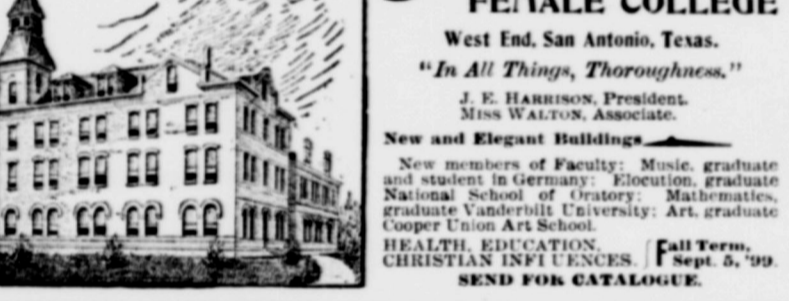 FEMALE COLLEGE
West End, San Antonio, Texas.
"In All Things, Thoroughness."
J. E. HARRISON, President.
MISS WALTON, Associate.
New and Elegant Buildings
New members of Faculty: Music, graduate
and student in Germany; Elocution, graduate
National School of Oratory; Mathematics,
graduate Vanderbilt University; Art, graduate
Cooper Union Art School.
HEALTH, EDUCATION,
CHRISTIAN INFLUENCES.
Fall Term,
Sept. 5, '99.
SEND FOR CATALOGUE.